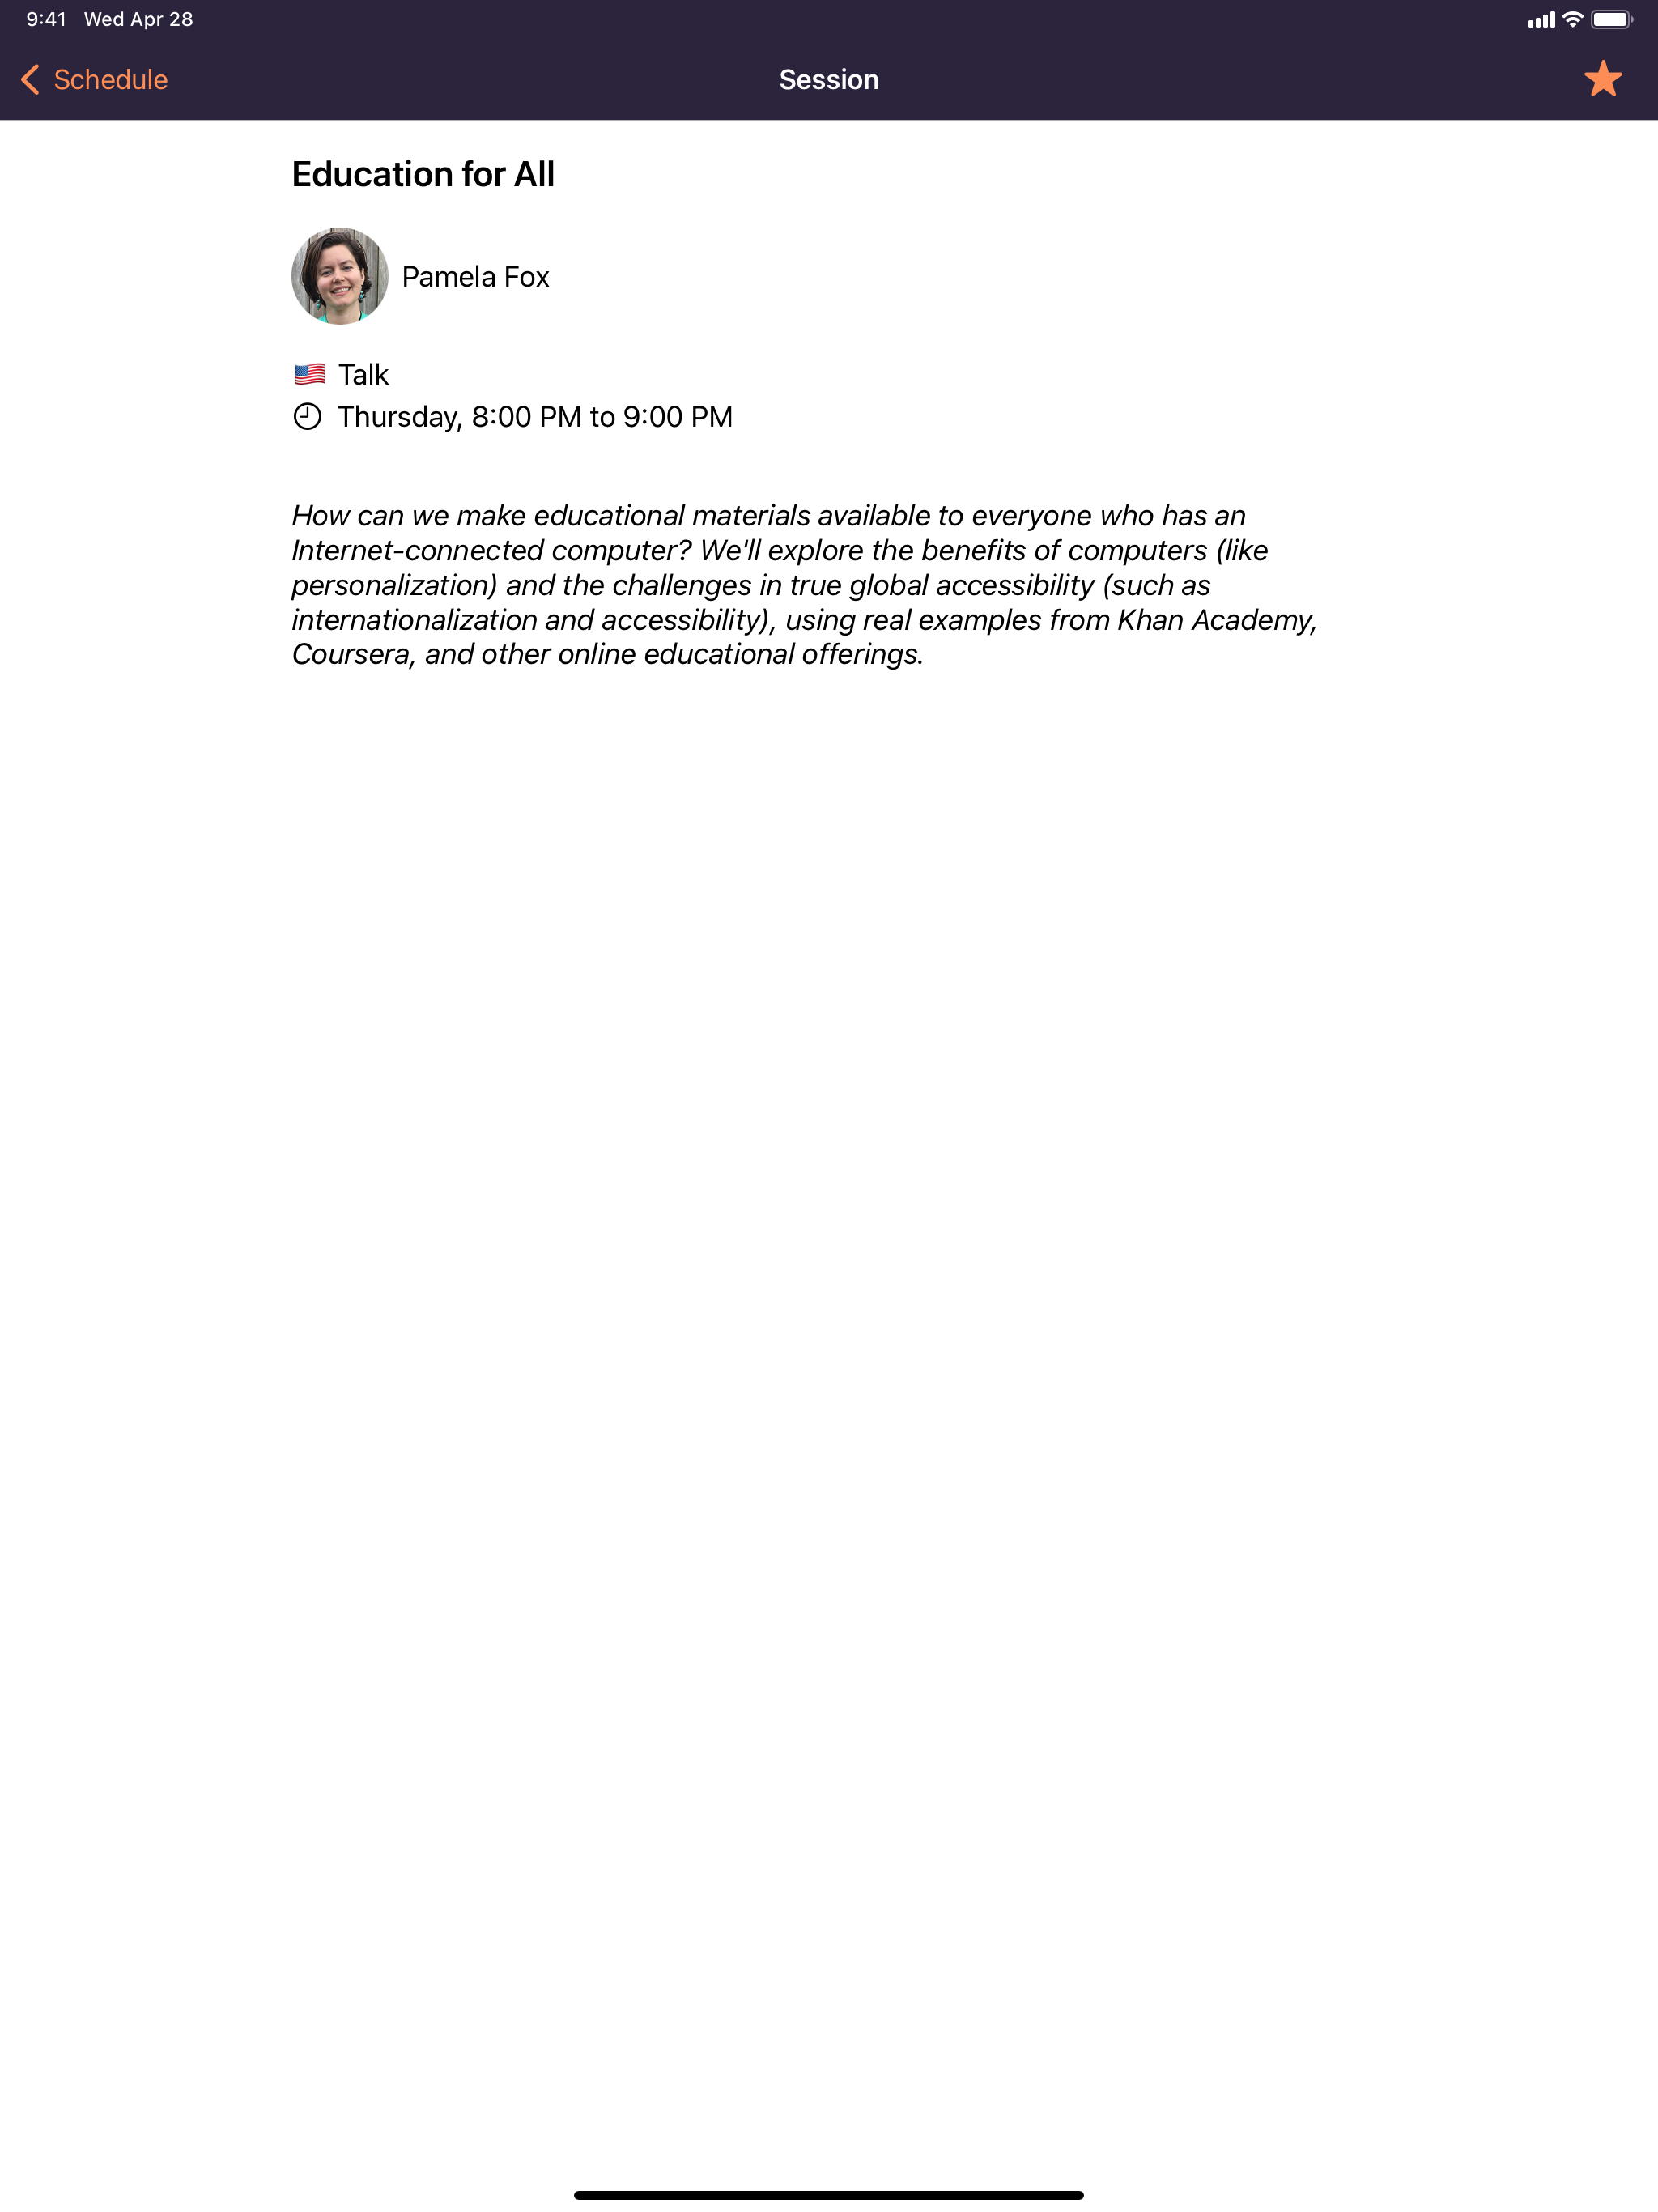 9:41 Wed Apr 28
Schedule
Session
Education for All
Pamela Fox
Talk
Thursday, 8:00 PM to 9:00 PM
How can we make educational materials available to everyone who has an
Internet-connected computer? We'll explore the benefits of computers (like
personalization) and the challenges in true global accessibility (such as
internationalization and accessibility), using real examples from Khan Academy,
Coursera, and other online educational offerings.